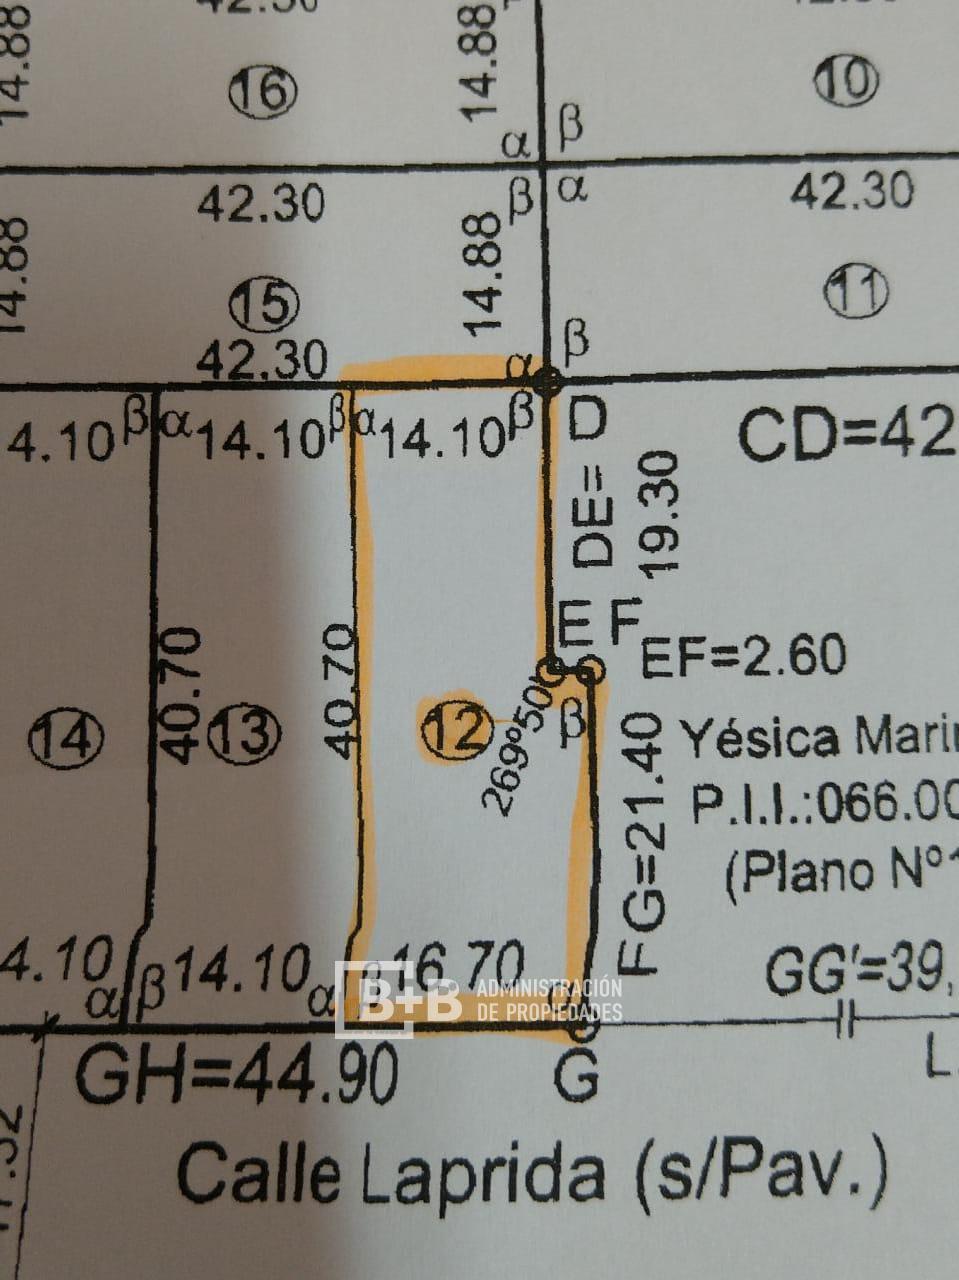 14.88
14.88
16
10
α
β
42.30
β
α
42.30
14.88
14.88
15
11
42.30
α
β
4.10
β
α
14.10
β
α
14.10
β
D
CD=42
DE=
19.30
E
F
EF=2.60
40.70
40.70
14
13
12
269º50'
β
FG=21.40
Yésica Mari
P.I.I.:066.00
(Plano Nº1
4.10
α
β
14.10
α
β
16.70
GG'=39,
B+B
ADMINISTRACIÓN
DE PROPIEDADES
GH=44.90
G
L.
Calle Laprida (s/Pav.)